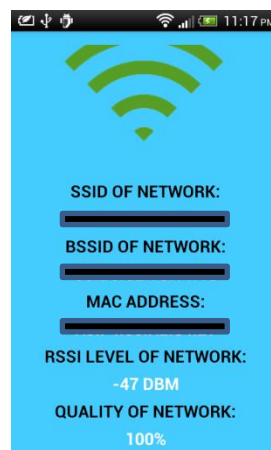 11:17 PM
SSID OF NETWORK:
BSSID OF NETWORK:
MAC ADDRESS:
RSSI LEVEL OF NETWORK:
-47 DBM
QUALITY OF NETWORK:
100%